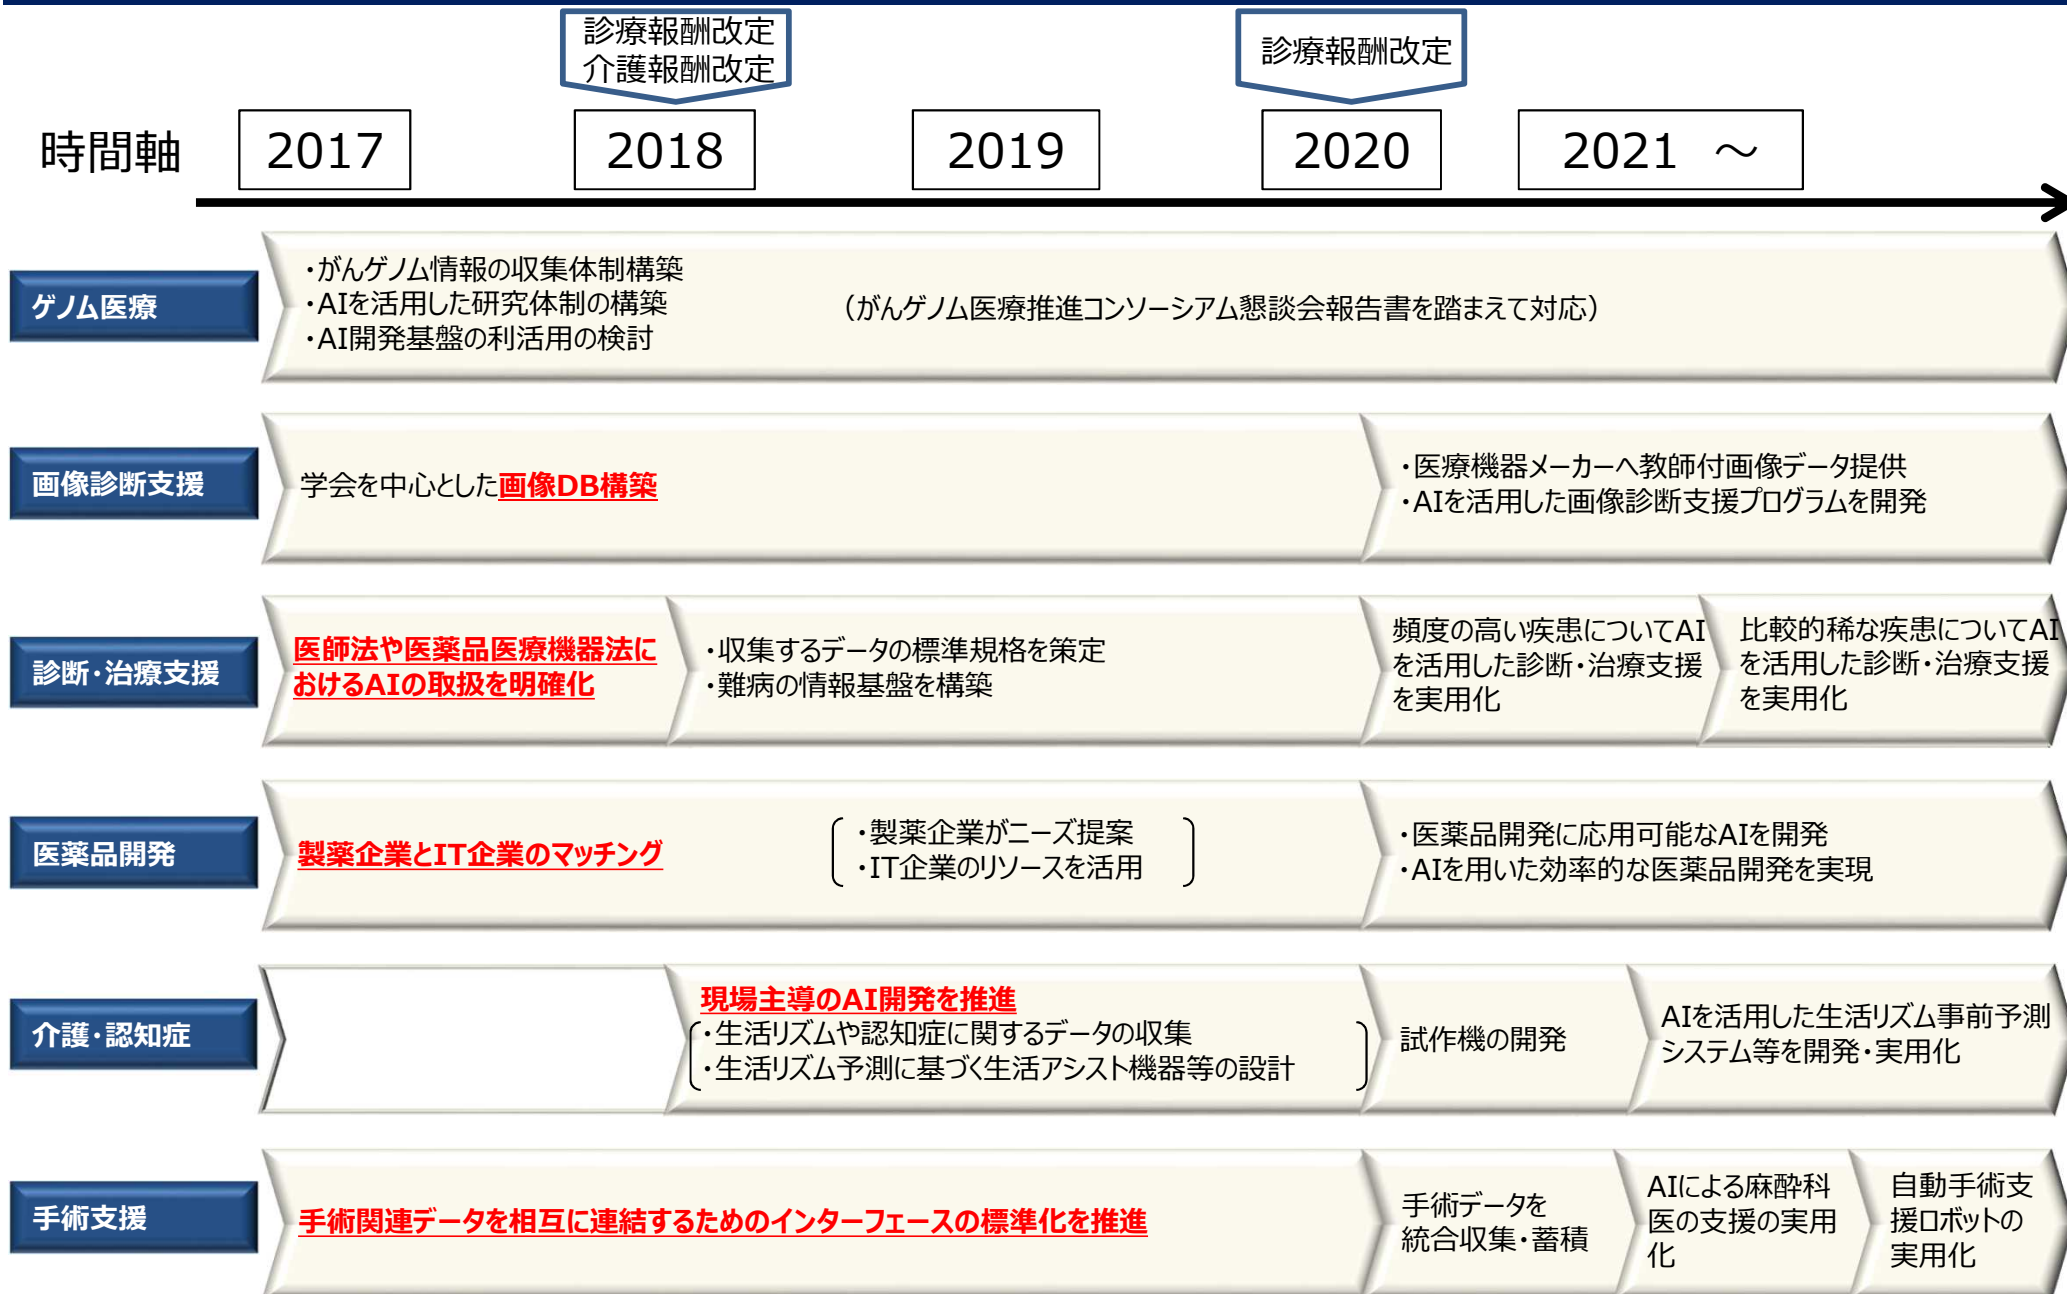 診療報酬改定
介護報酬改定
診療報酬改定
時間軸
2017
2018
2019
2020
2021 ～
ゲノム医療
・がんゲノム情報の収集体制構築
・AIを活用した研究体制の構築
・AI開発基盤の利活用の検討
（がんゲノム医療推進コンソーシアム懇談会報告書を踏まえて対応）
画像診断支援
学会を中心とした画像DB構築
・医療機器メーカーへ教師付画像データ提供
・AIを活用した画像診断支援プログラムを開発
診断・治療支援
医師法や医薬品医療機器法に
おけるAIの取扱を明確化
・収集するデータの標準規格を策定
・難病の情報基盤を構築
頻度の高い疾患についてAI
を活用した診断・治療支援
を実用化
比較的稀な疾患についてAI
を活用した診断・治療支援
を実用化
医薬品開発
製薬企業とIT企業のマッチング
・製薬企業がニーズ提案
・IT企業のリソースを活用
・医薬品開発に応用可能なAIを開発
・AIを用いた効率的な医薬品開発を実現
介護・認知症
現場主導のAI開発を推進
・生活リズムや認知症に関するデータの収集
・生活リズム予測に基づく生活アシスト機器等の設計
試作機の開発
AIを活用した生活リズム事前予測
システム等を開発・実用化
手術支援
手術関連データを相互に連結するためのインターフェースの標準化を推進
手術データを
統合収集・蓄積
AIによる麻酔科
医の支援の実用
化
自動手術支
援ロボットの
実用化